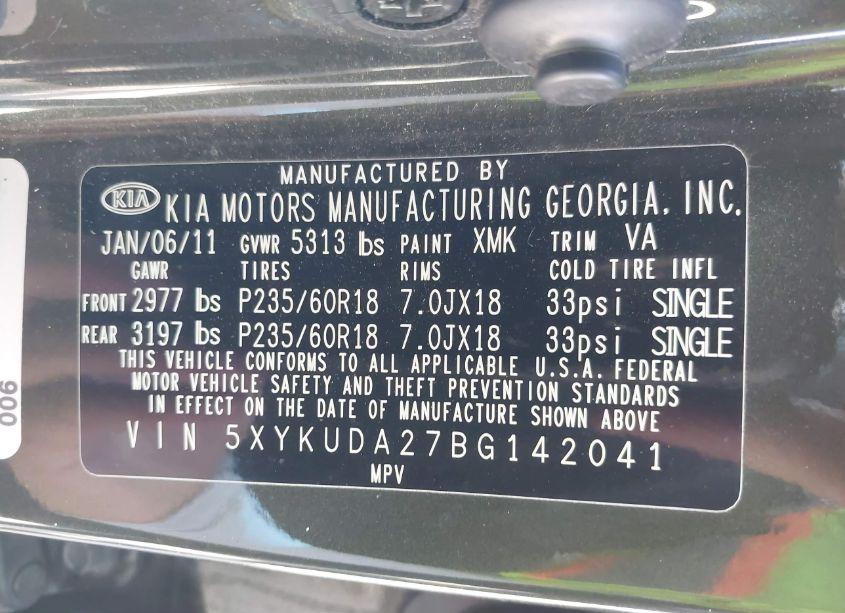 MANUFACTURED BY
KIA KIA MOTORS MANUFACTURING GEORGIA, INC.
JAN/06/11 GVWR 5313 lbs PAINT XMK TRIM VA
GAWR TIRES RIMS COLD TIRE INFL
FRONT 2977 lbs P235/60R18 7.0JX18 33psi SINGLE
REAR 3197 lbs P235/60R18 7.0JX18 33psi SINGLE
THIS VEHICLE CONFORMS TO ALL APPLICABLE U.S.A. FEDERAL
MOTOR VEHICLE SAFETY AND THEFT PREVENTION STANDARDS
IN EFFECT ON THE DATE OF MANUFACTURE SHOWN ABOVE
VIN 5XYKUDA27BG142041
MPV
006